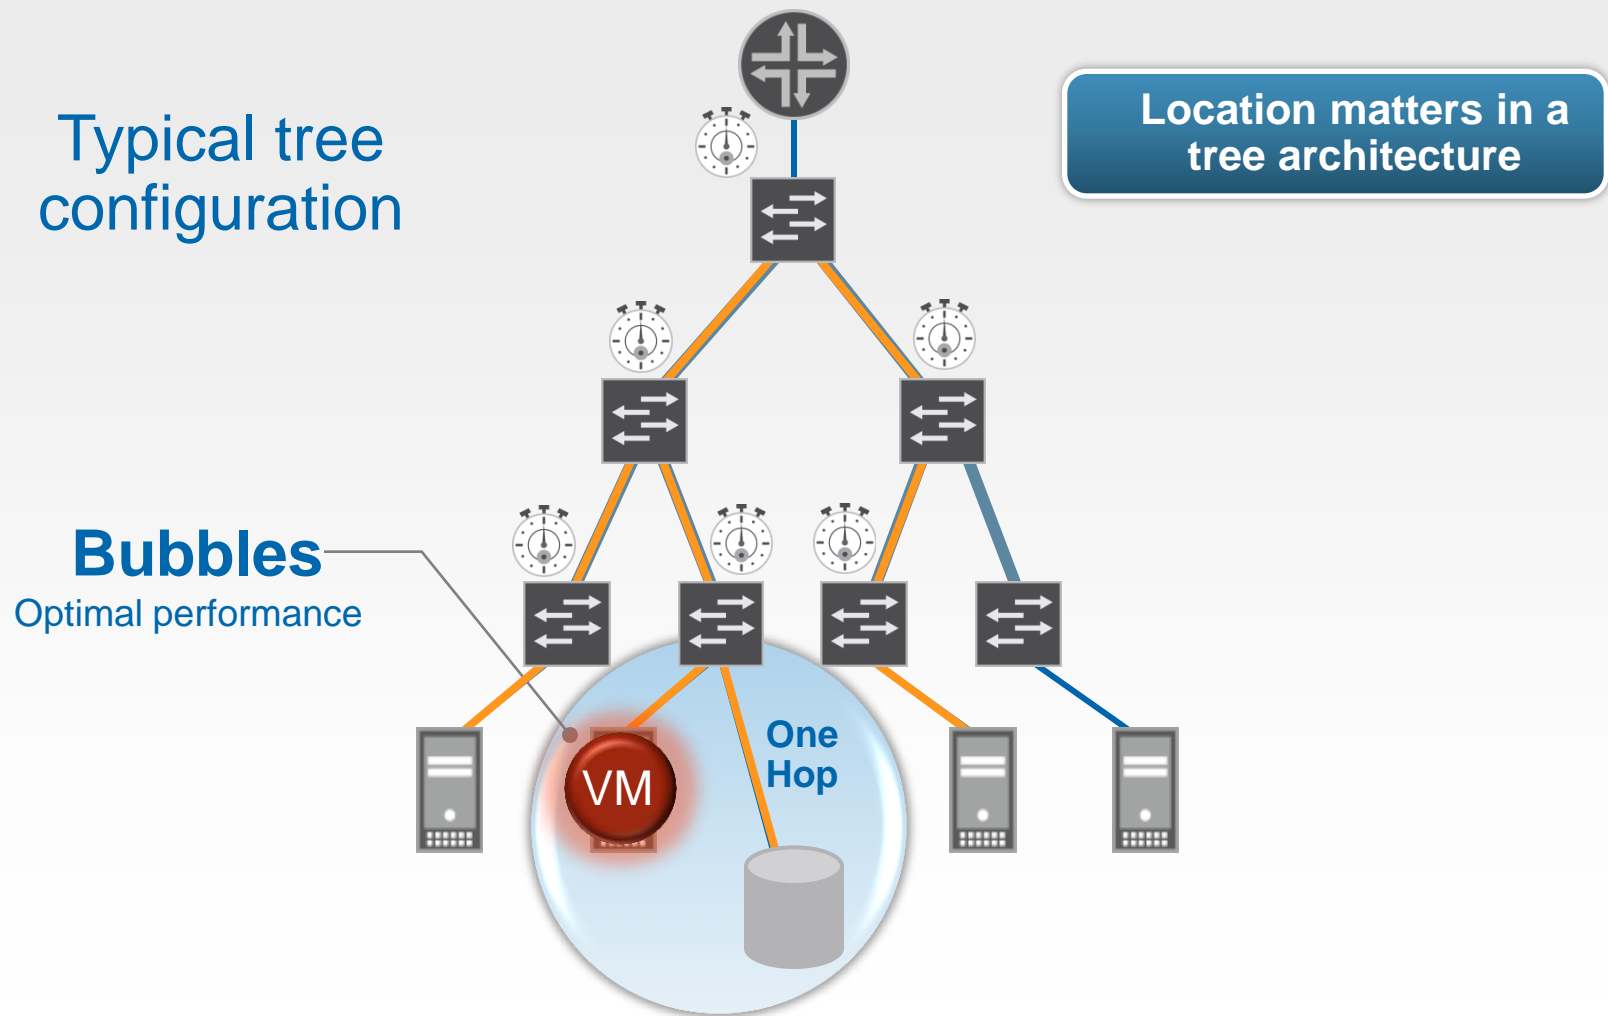 Typical tree
configuration
Location matters in a
tree architecture
Bubbles
Optimal performance
One
Hop
VM